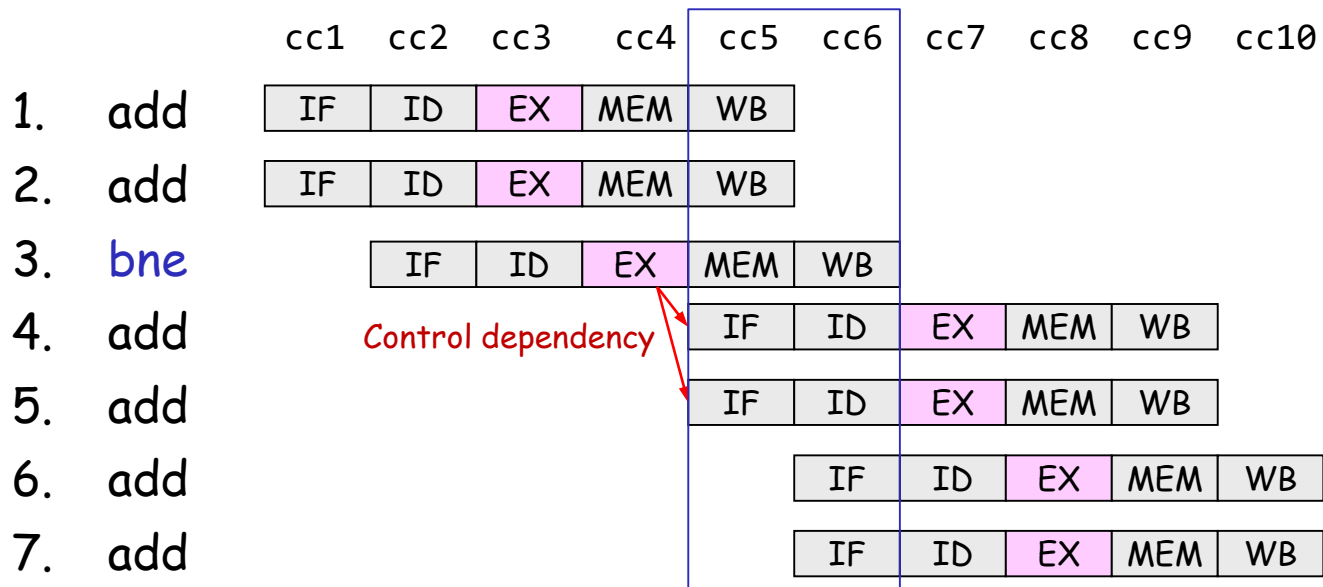 cc1 cc2 cc3 cc4 cc5 cc6 cc7 cc8 cc9 cc10
1. add IF ID EX MEM WB
2. add IF ID EX MEM WB
3. bne IF ID EX MEM WB
4. add Control dependency IF ID EX MEM WB
5. add IF ID EX MEM WB
6. add IF ID EX MEM WB
7. add IF ID EX MEM WB